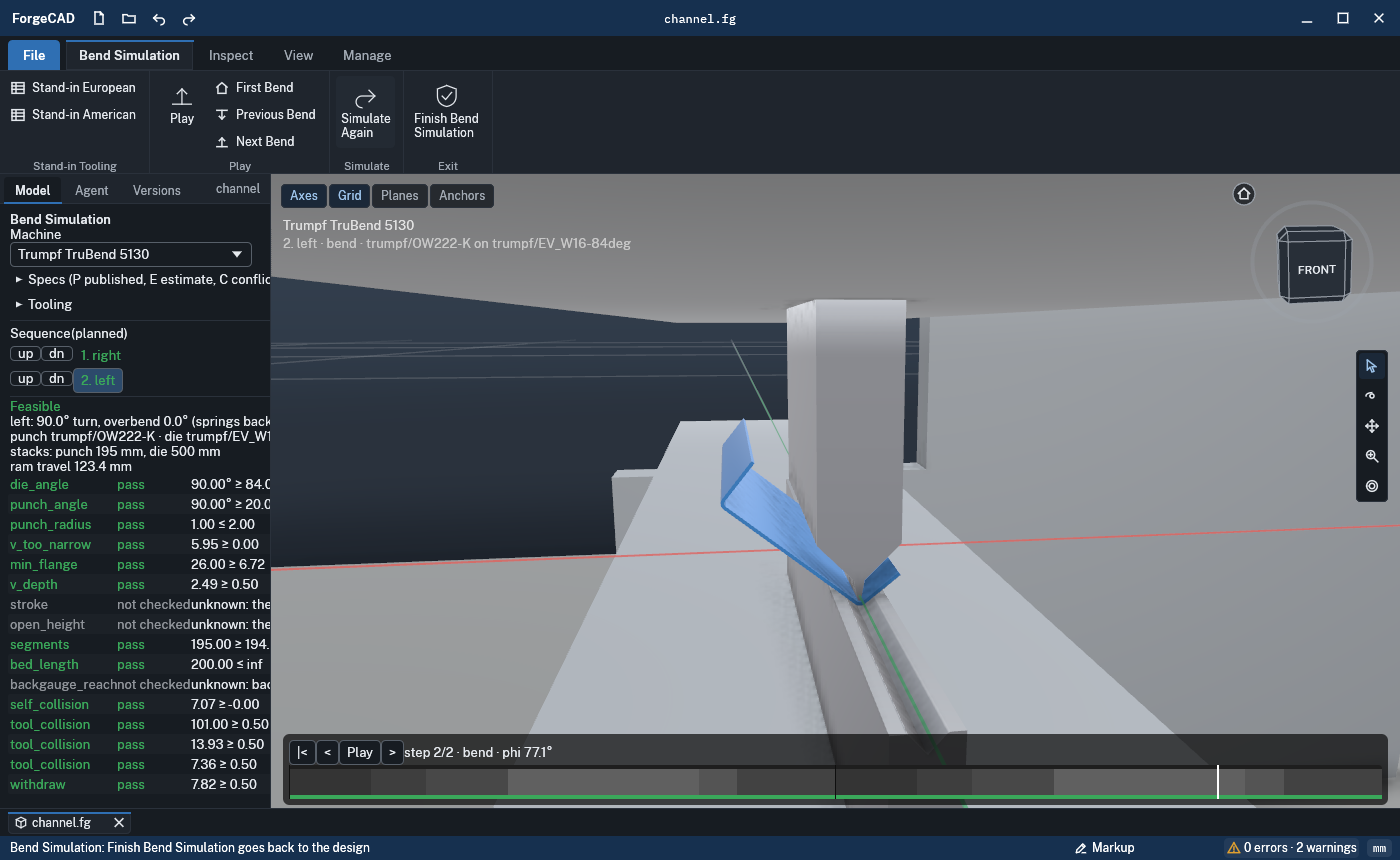 ForgeCAD
channel.fg
File
Bend Simulation
Inspect
View
Manage
Stand-in European
Stand-in American
Stand-in Tooling
Play
First Bend
Previous Bend
Next Bend
Play
Simulate
Again
Simulate
Finish Bend
Simulation
Exit
Model
Agent
Versions
channel
Bend Simulation
Machine
Trumpf TruBend 5130
Specs (P published, E estimate, C conflic
Tooling
Sequence(planned)
up dn 1. right
up dn 2. left
Feasible
left: 90.0° turn, overbend 0.0° (springs back
punch trumpf/OW222-K · die trumpf/EV_W1
stacks: punch 195 mm, die 500 mm
ram travel 123.4 mm
die_angle pass 90.00° ≥ 84.0
punch_angle pass 90.00° ≥ 20.0
punch_radius pass 1.00 ≤ 2.00
v_too_narrow pass 5.95 ≥ 0.00
min_flange pass 26.00 ≥ 6.72
v_depth pass 2.49 ≥ 0.50
stroke not checked unknown: the
open_height not checked unknown: the
segments pass 195.00 ≥ 194.
bed_length pass 200.00 ≤ inf
backgauge_reach not checked unknown: bac
self_collision pass 7.07 ≥ -0.00
tool_collision pass 101.00 ≥ 0.50
tool_collision pass 13.93 ≥ 0.50
tool_collision pass 7.36 ≥ 0.50
withdraw pass 7.82 ≥ 0.50
Axes Grid Planes Anchors
Trumpf TruBend 5130
2. left · bend · trumpf/OW222-K on trumpf/EV_W16-84deg
FRONT
|< < Play > step 2/2 · bend · phi 77.1°
channel.fg
Bend Simulation: Finish Bend Simulation goes back to the design
Markup
0 errors · 2 warnings
mm